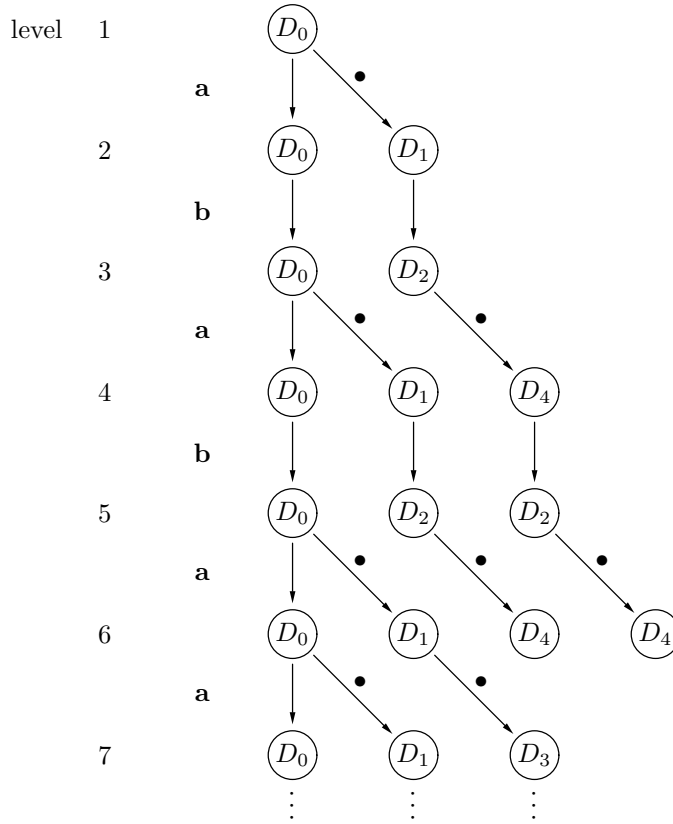 level 1 D₀
a •
2 D₀ D₁
b
3 D₀ D₂
a • •
4 D₀ D₁ D₄
b
5 D₀ D₂ D₂
a • • •
6 D₀ D₁ D₄ D₄
a • •
7 D₀ D₁ D₃
⋮ ⋮ ⋮